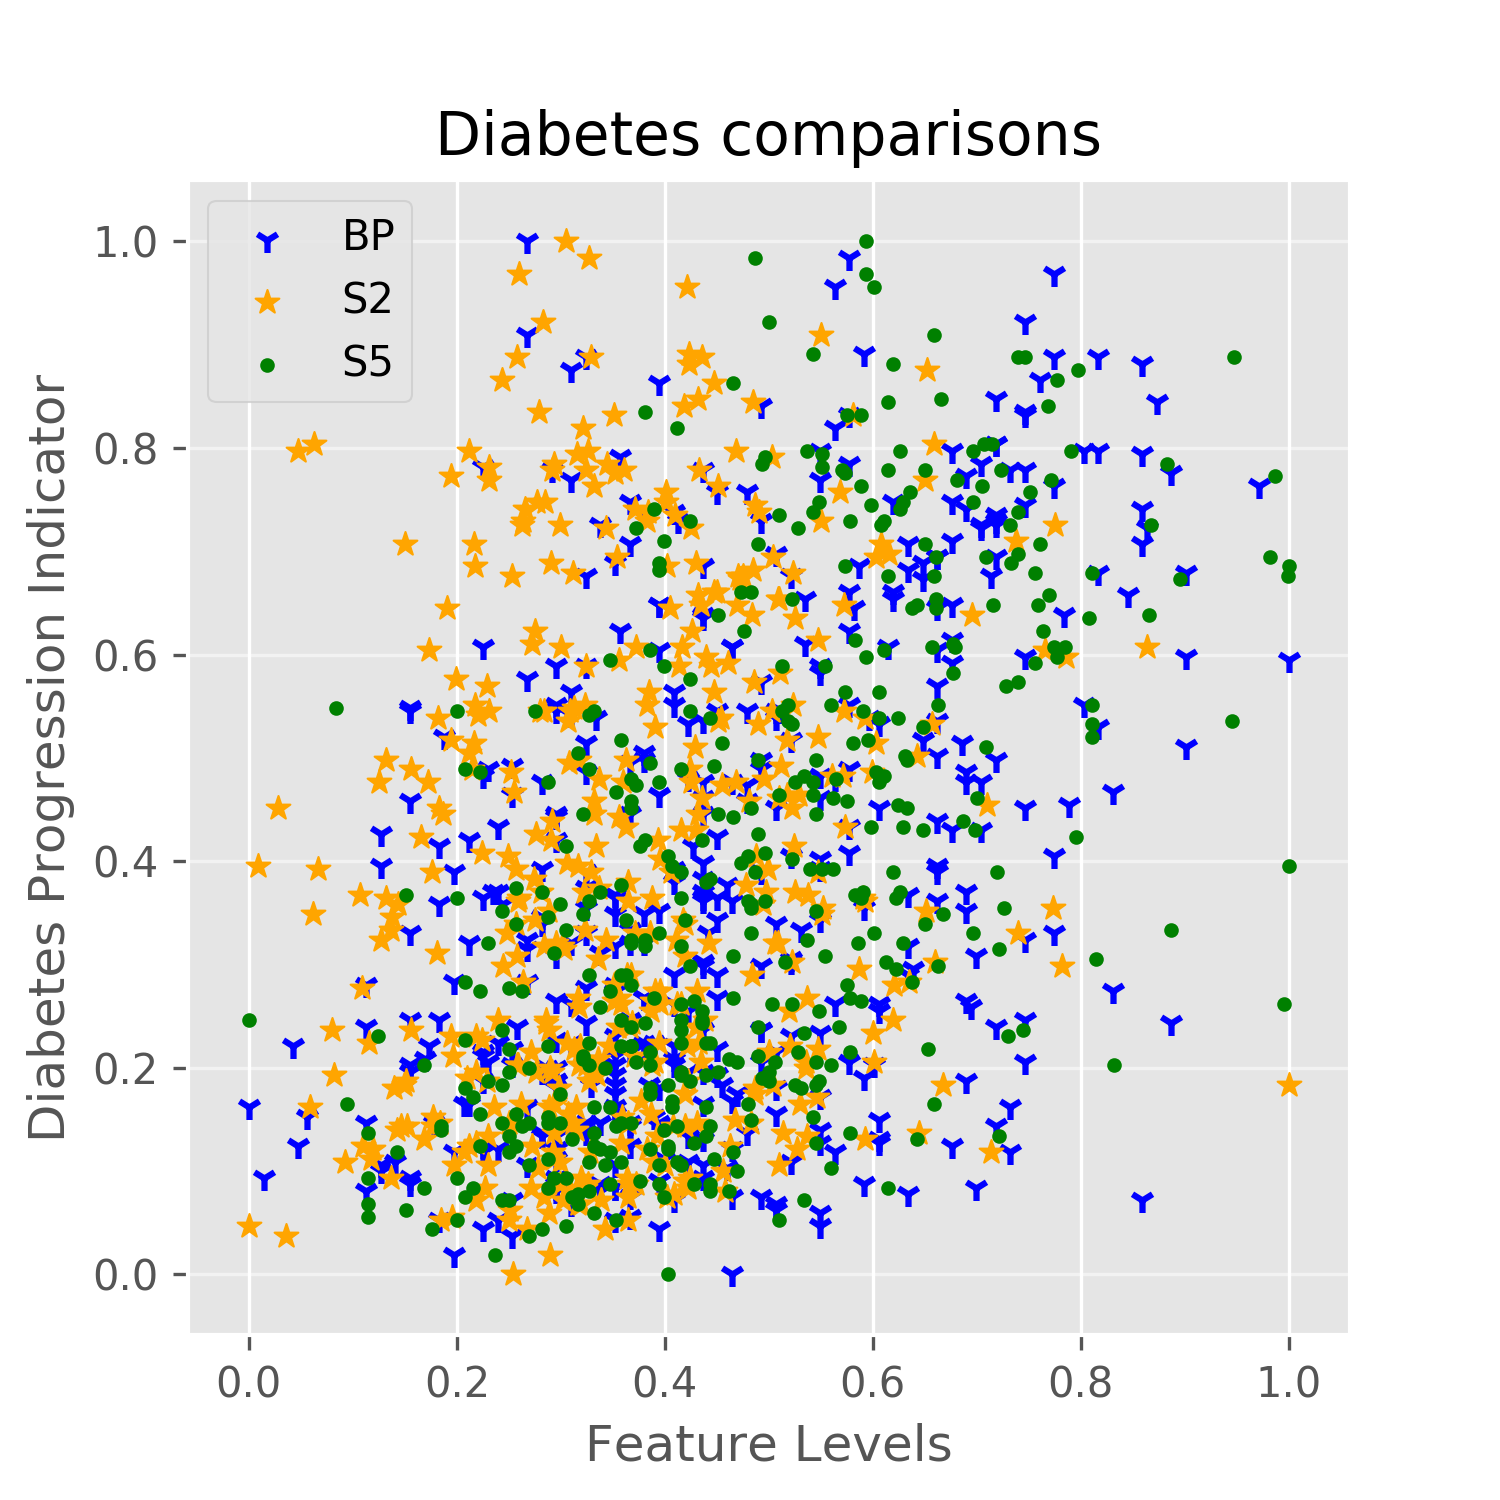 Diabetes comparisons
BP
S2
S5
Diabetes Progression Indicator
1.0
0.8
0.6
0.4
0.2
0.0
0.0 0.2 0.4 0.6 0.8 1.0
Feature Levels